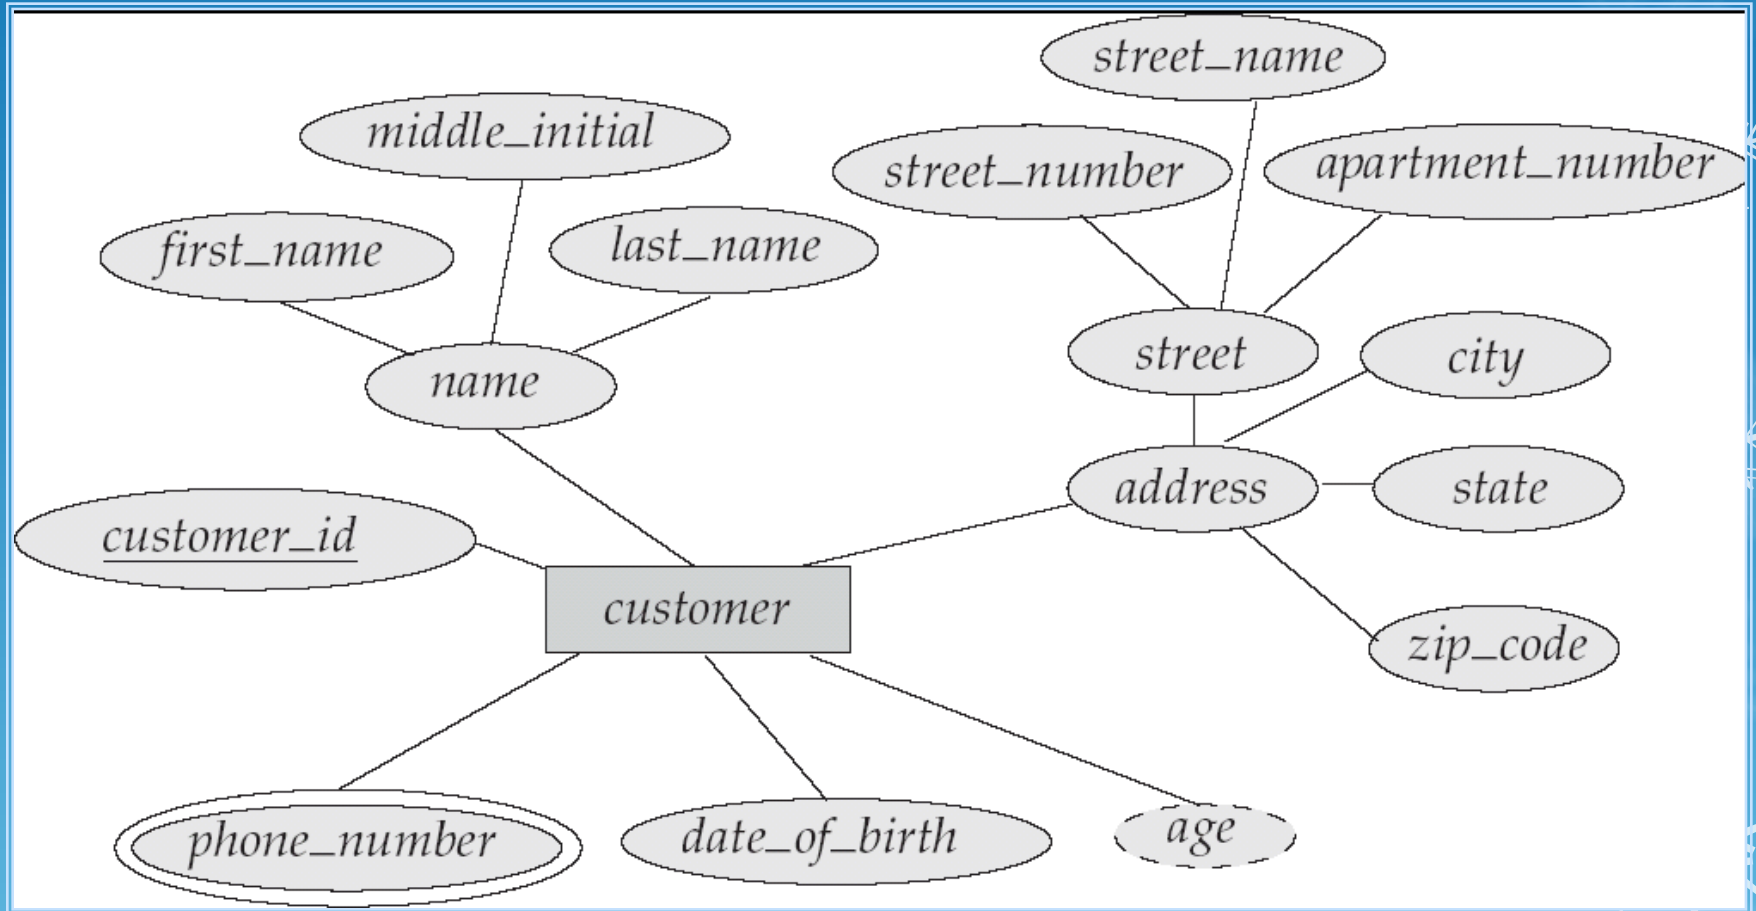 street_name
middle_initial
street_number
apartment_number
first_name
last_name
street
city
name
address
state
customer_id
customer
zip_code
phone_number
date_of_birth
age